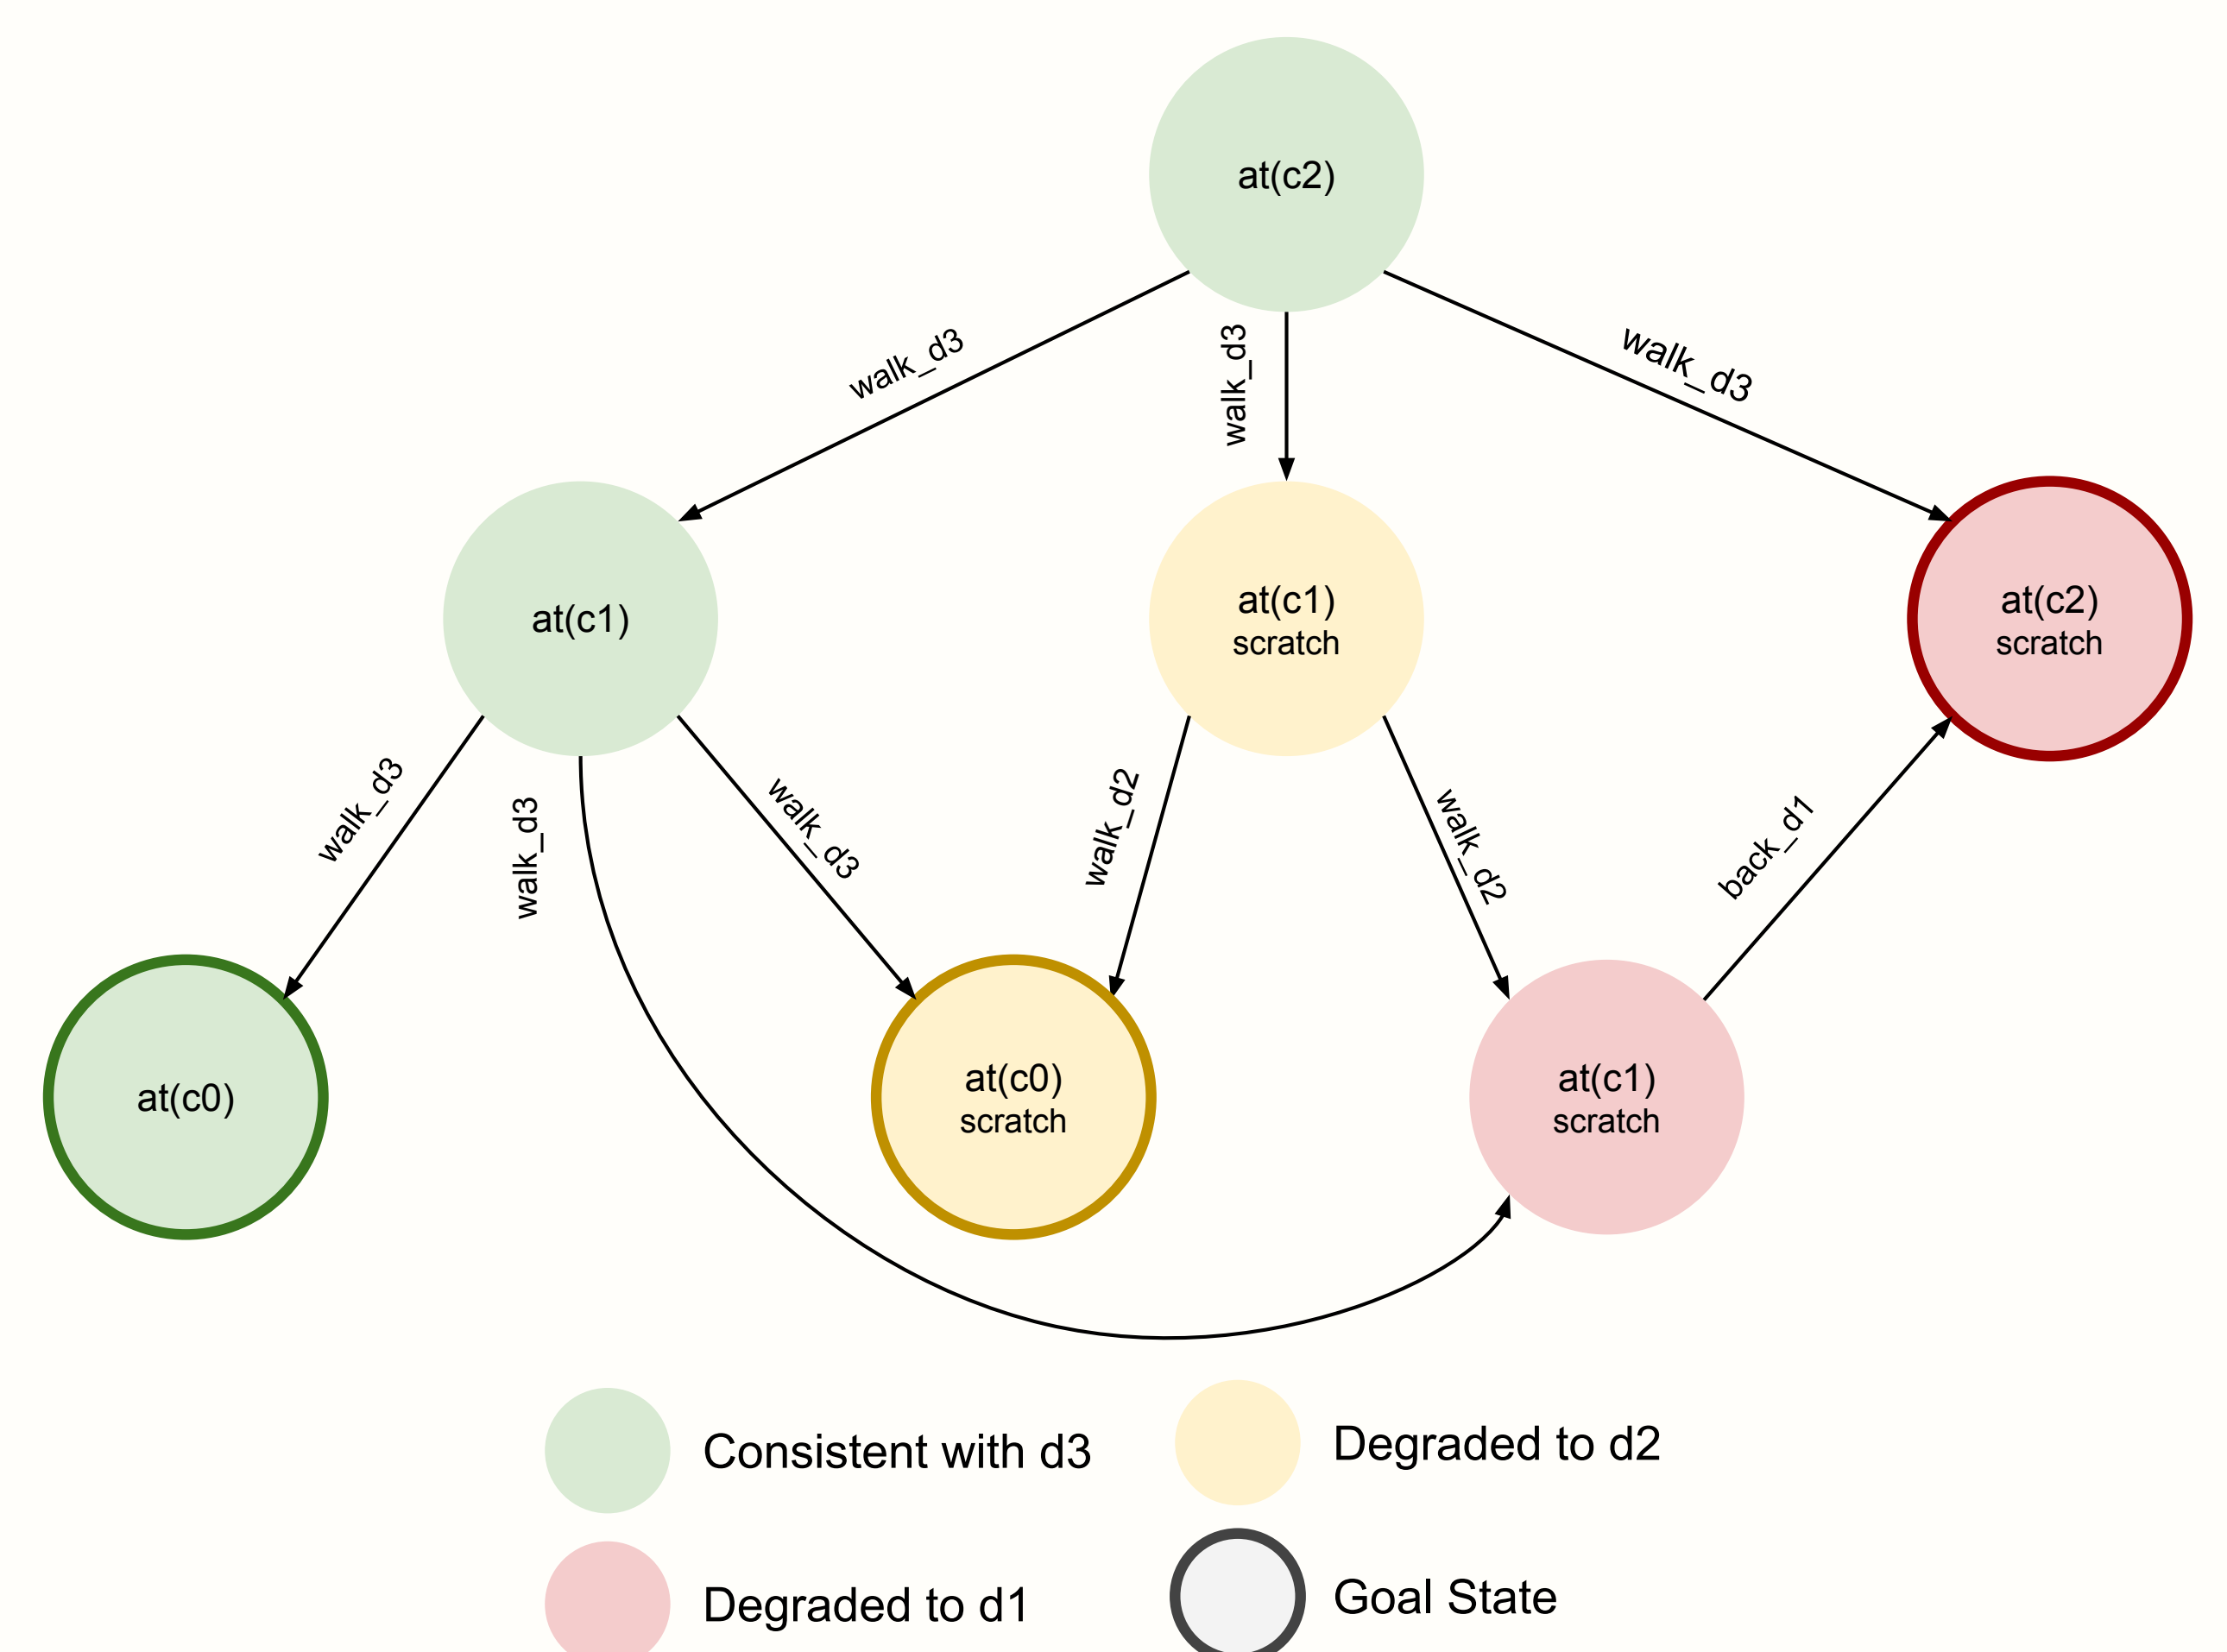 at(c2)
walk_d3
walk_d3
walk_d3
at(c1)
at(c1)
scratch
at(c2)
scratch
walk_d3
walk_d3
walk_d3
walk_d2
walk_d2
back_d1
at(c0)
at(c0)
scratch
at(c1)
scratch
Consistent with d3
Degraded to d2
Degraded to d1
Goal State